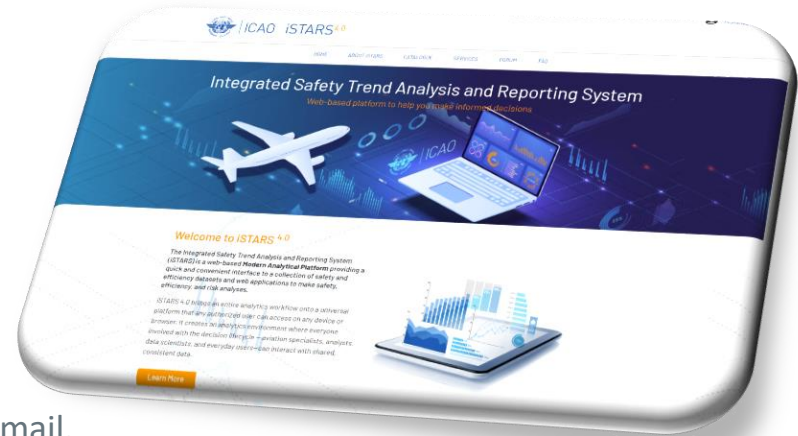 ICAO iSTARS 4.0
HOME ABOUT iSTARS CATALOGUE SERVICES FORUM FAQ
Integrated Safety Trend Analysis and Reporting System
Web-based platform to help you make informed decisions
ICAO
Welcome to iSTARS 4.0
The Integrated Safety Trend Analysis and Reporting System
(iSTARS) is a web-based Modern Analytical Platform providing a
quick and convenient interface to a collection of safety and
efficiency datasets and web applications to make safety,
efficiency, and risk analyses.
iSTARS 4.0 brings an entire analytics workflow onto a universal
platform that any authorized user can access on any device or
browser. It creates an analytics environment where everyone
involved with the decision lifecycle – aviation specialists, analysts,
data scientists, and everyday users—can interact with shared,
consistent data.
Learn More
mail